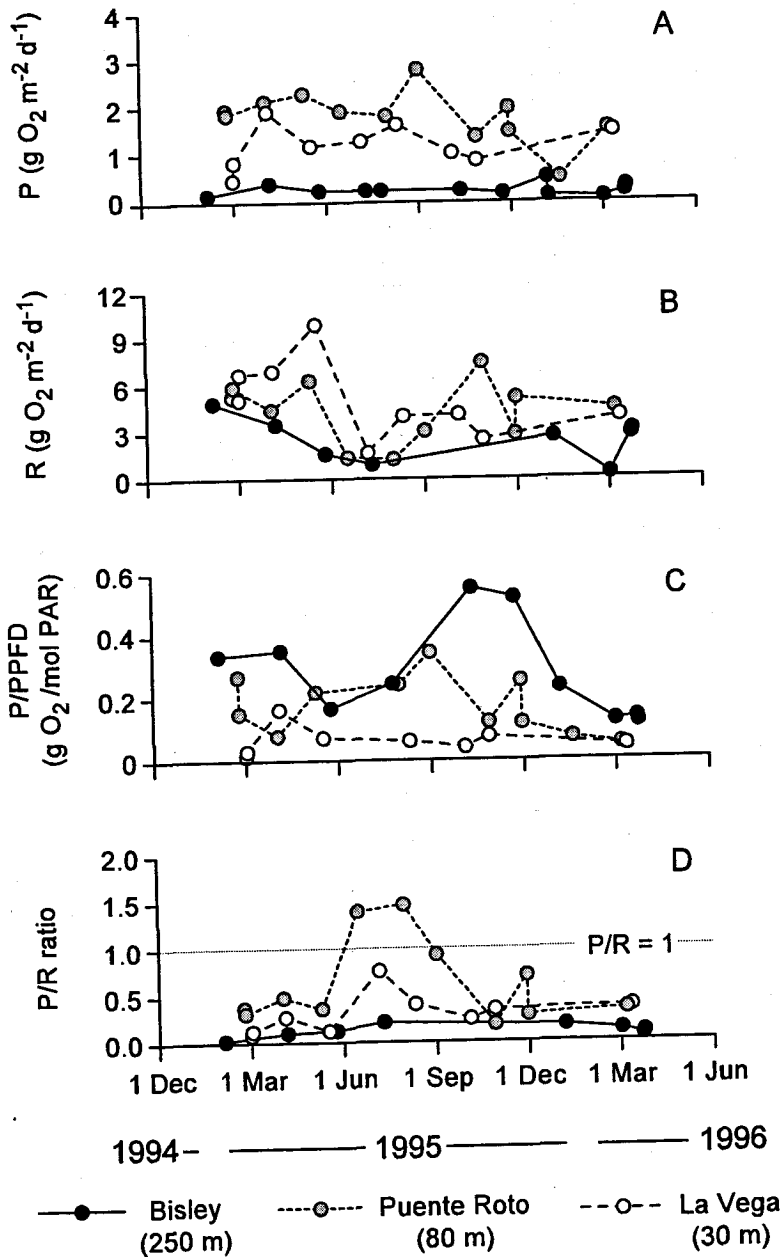 A
P (g O2 m-2 d-1)
4
3
2
1
0
B
R (g O2 m-2 d-1)
12
9
6
3
0
C
P/PPFD
(g O2 /mol PAR)
0.6
0.4
0.2
0
D
P/R ratio
2.0
1.5
1.0
0.5
0.0
P/R = 1
1 Dec 1 Mar 1 Jun 1 Sep 1 Dec 1 Mar 1 Jun
1994 1995 1996
Bisley Puente Roto La Vega
(250 m) (80 m) (30 m)